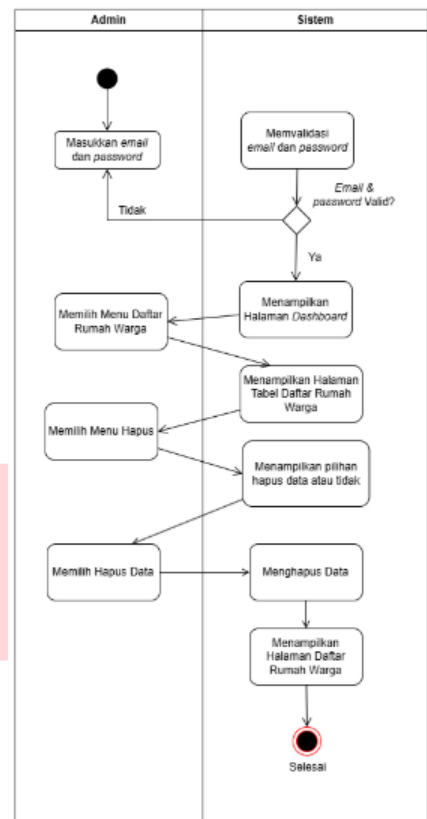 Admin
Sistem
Masukkan email
dan password
Memvalidasi
email dan password
Email &
password Valid?
Tidak
Ya
Menampilkan
Halaman Dashboard
Memilih Menu Daftar
Rumah Warga
Menampilkan Halaman
Tabel Daftar Rumah
Warga
Memilih Menu Hapus
Menampilkan pilihan
hapus data atau tidak
Memilih Hapus Data
Menghapus Data
Menampilkan
Halaman Daftar
Rumah Warga
Selesai